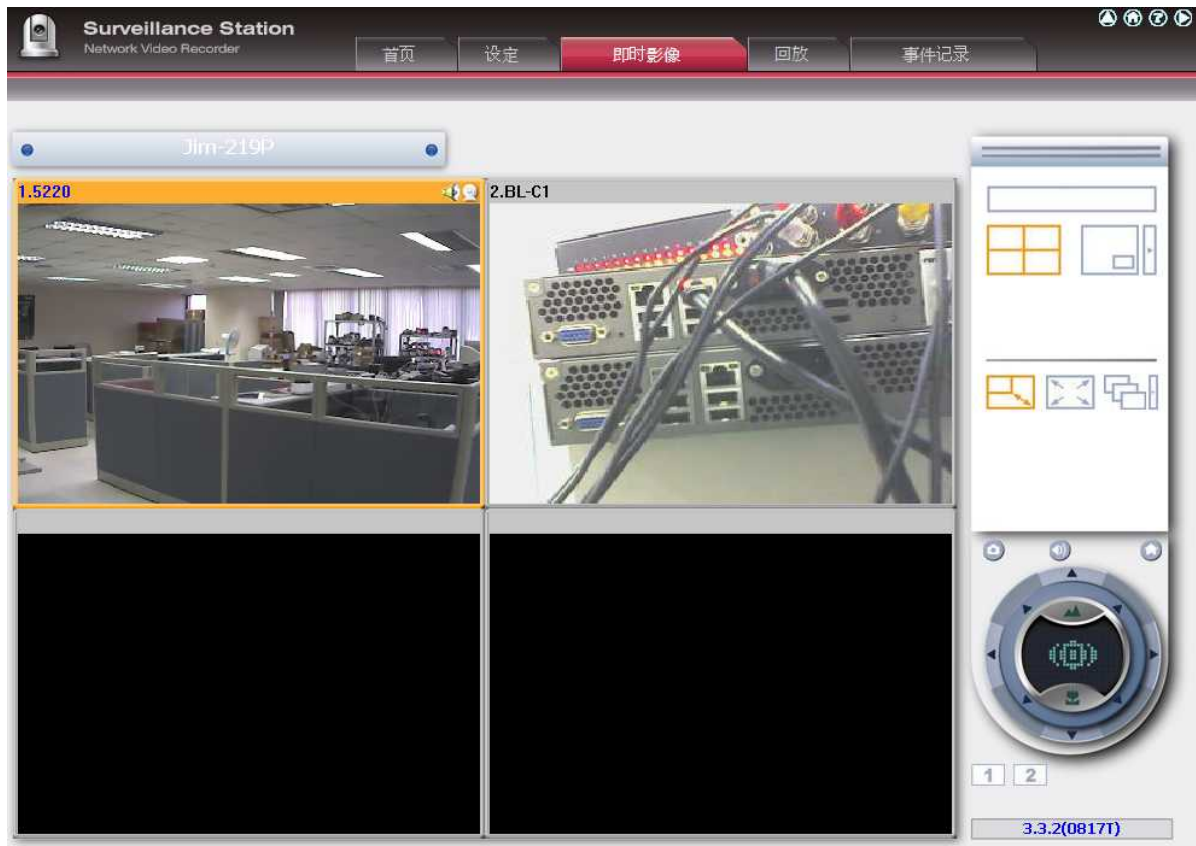 Surveillance Station
Network Video Recorder
首页 设定 即时影像 回放 事件记录
Jim-219P
1.5220
2.BL-C1
1 2
3.3.2(0817T)